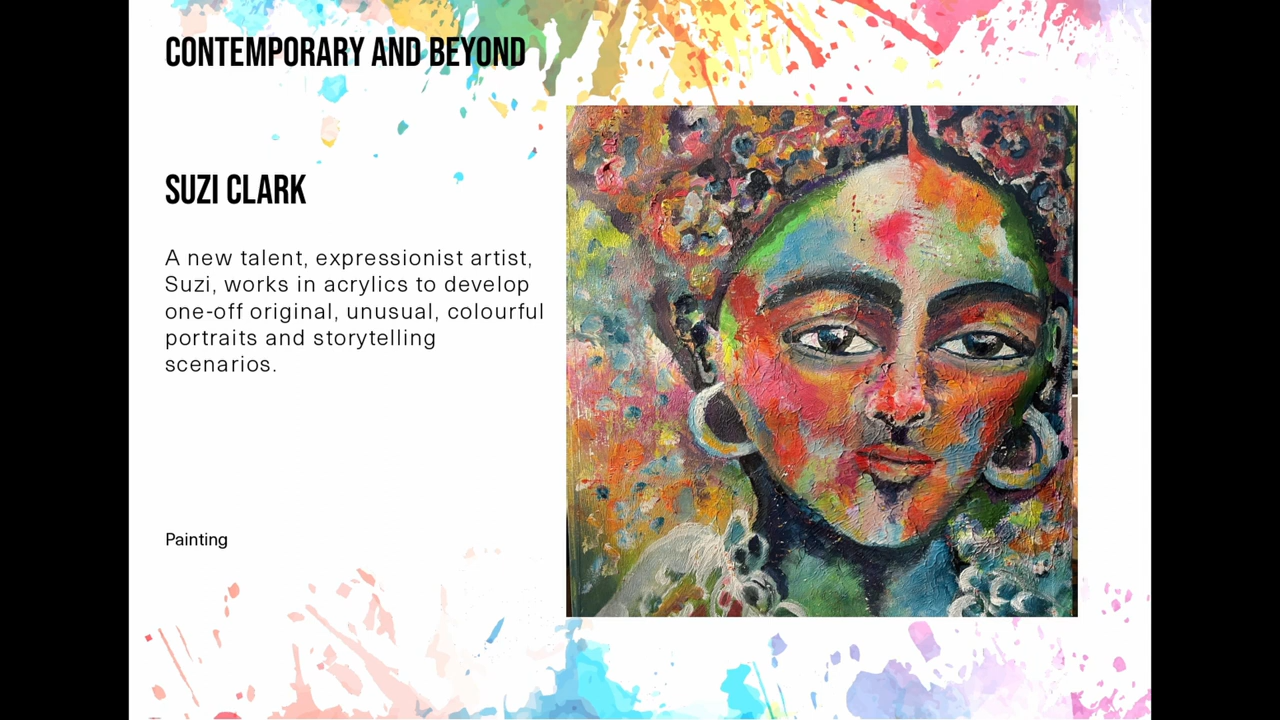 CONTEMPORARY AND BEYOND
SUZI CLARK
A new talent, expressionist artist,
Suzi, works in acrylics to develop
one-off original, unusual, colourful
portraits and storytelling
scenarios.
Painting